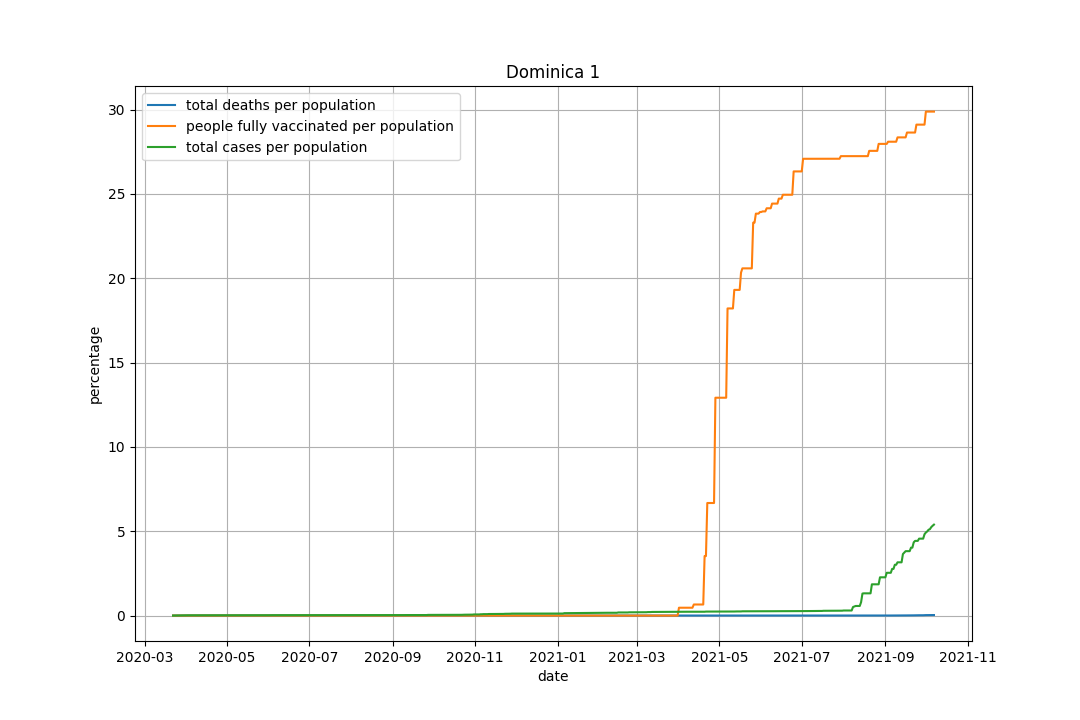 Dominica 1
total deaths per population
people fully vaccinated per population
total cases per population
percentage
30
25
20
15
10
5
0
2020-03 2020-05 2020-07 2020-09 2020-11 2021-01 2021-03 2021-05 2021-07 2021-09 2021-11
date